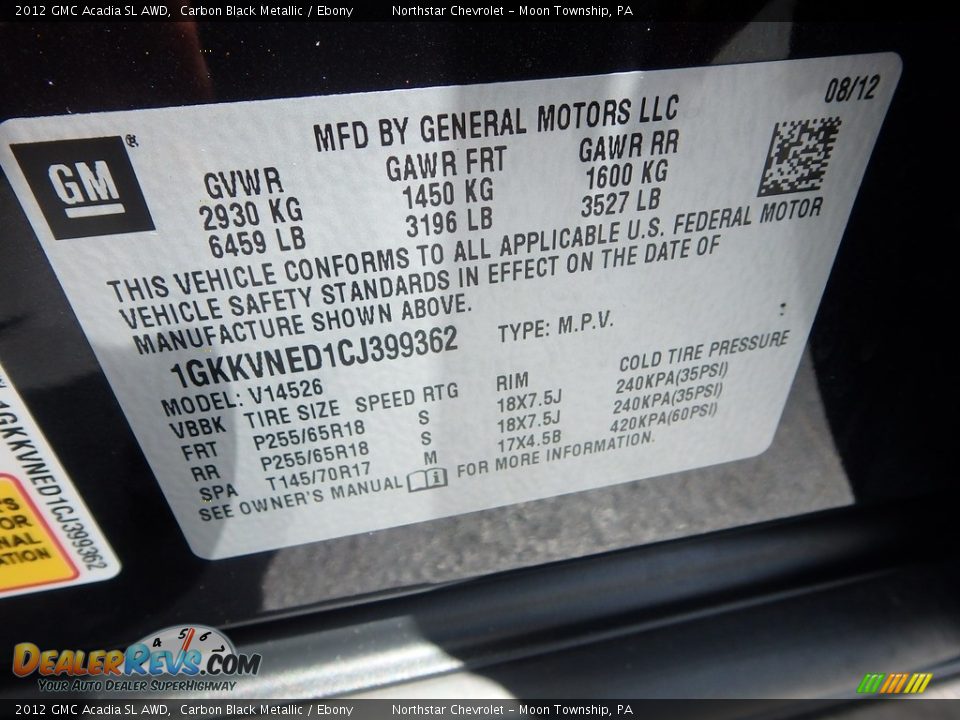 2012 GMC Acadia SL AWD, Carbon Black Metallic / Ebony Northstar Chevrolet - Moon Township, PA
08/12
MFD BY GENERAL MOTORS LLC
GM®
GVWR GAWR FRT GAWR RR
2930 KG 1450 KG 1600 KG
6459 LB 3196 LB 3527 LB
THIS VEHICLE CONFORMS TO ALL APPLICABLE U.S. FEDERAL MOTOR
VEHICLE SAFETY STANDARDS IN EFFECT ON THE DATE OF
MANUFACTURE SHOWN ABOVE.
1GKKVNED1CJ399362 TYPE: M.P.V.
MODEL: V14526
VBBK TIRE SIZE SPEED RTG RIM COLD TIRE PRESSURE
FRT P255/65R18 S 18X7.5J 240KPA(35PSI)
RR P255/65R18 S 18X7.5J 240KPA(35PSI)
SPA T145/70R17 M 17X4.5B 420KPA(60PSI)
SEE OWNER'S MANUAL FOR MORE INFORMATION.
1GKKVNED1CJ399362
DealerRevs.com
4 5 6
Your Auto Dealer SuperHighway
2012 GMC Acadia SL AWD, Carbon Black Metallic / Ebony Northstar Chevrolet - Moon Township, PA